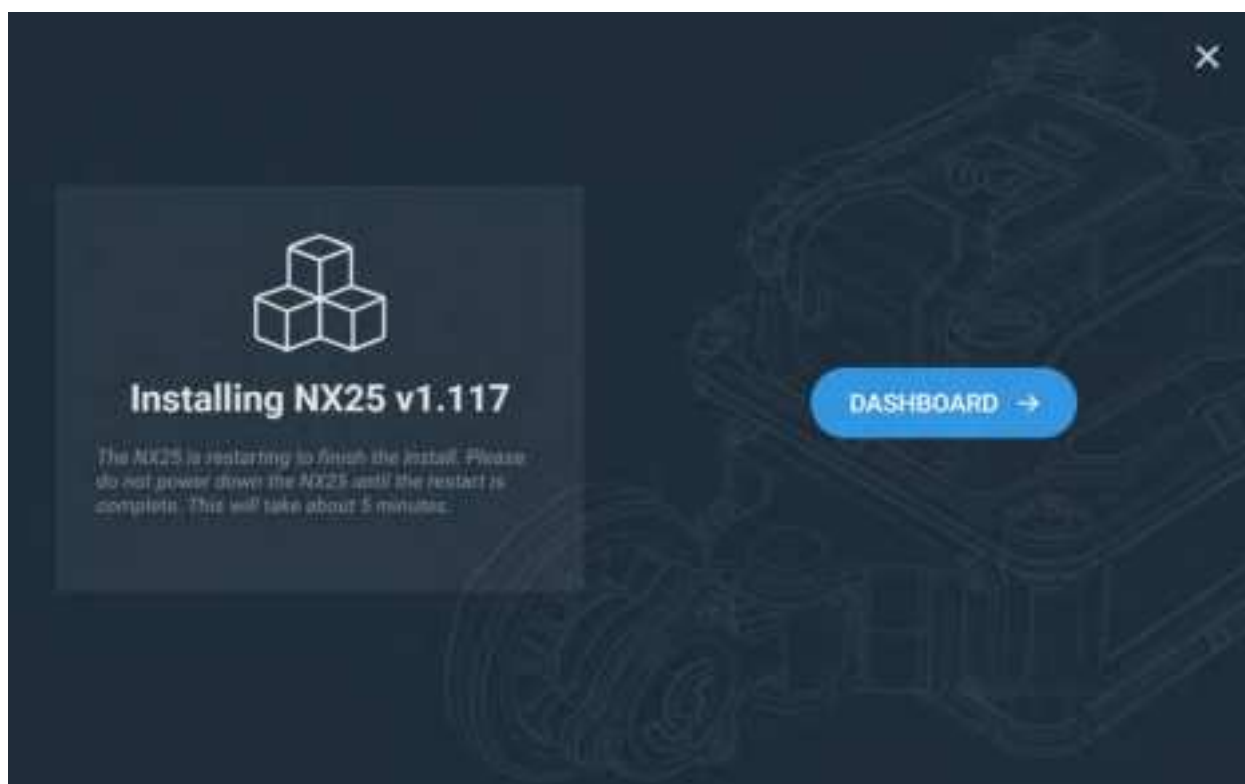 Installing NX25 v1.117
The NX25 is restarting to finish the install. Please
do not power down the NX25 until the restart is
complete. This will take about 5 minutes.
DASHBOARD →